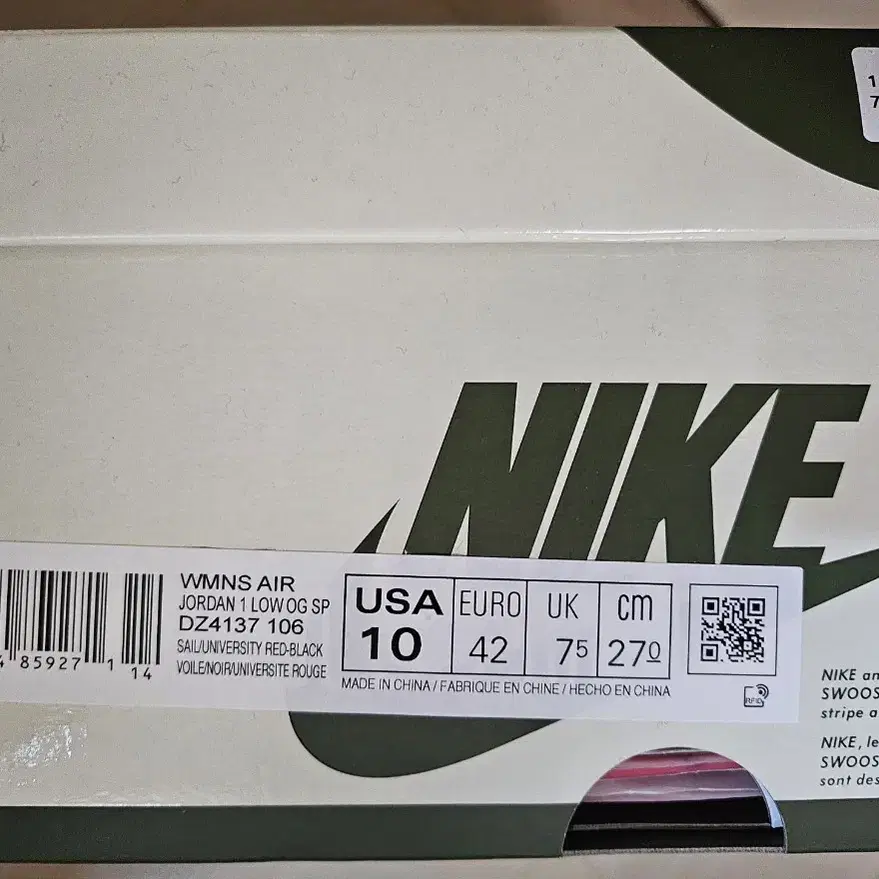 1
7
NIKE
WMNS AIR
JORDAN 1 LOW OG SP
DZ4137 106
SAIL/UNIVERSITY RED-BLACK
VOILE/NOIR/UNIVERSITE ROUGE
USA EURO UK cm
10 42 75 270
MADE IN CHINA / FABRIQUE EN CHINE / HECHO EN CHINA
85927 1
14
RFID
NIKE an
SWOOS
stripe a
NIKE, le
SWOOS
sont des